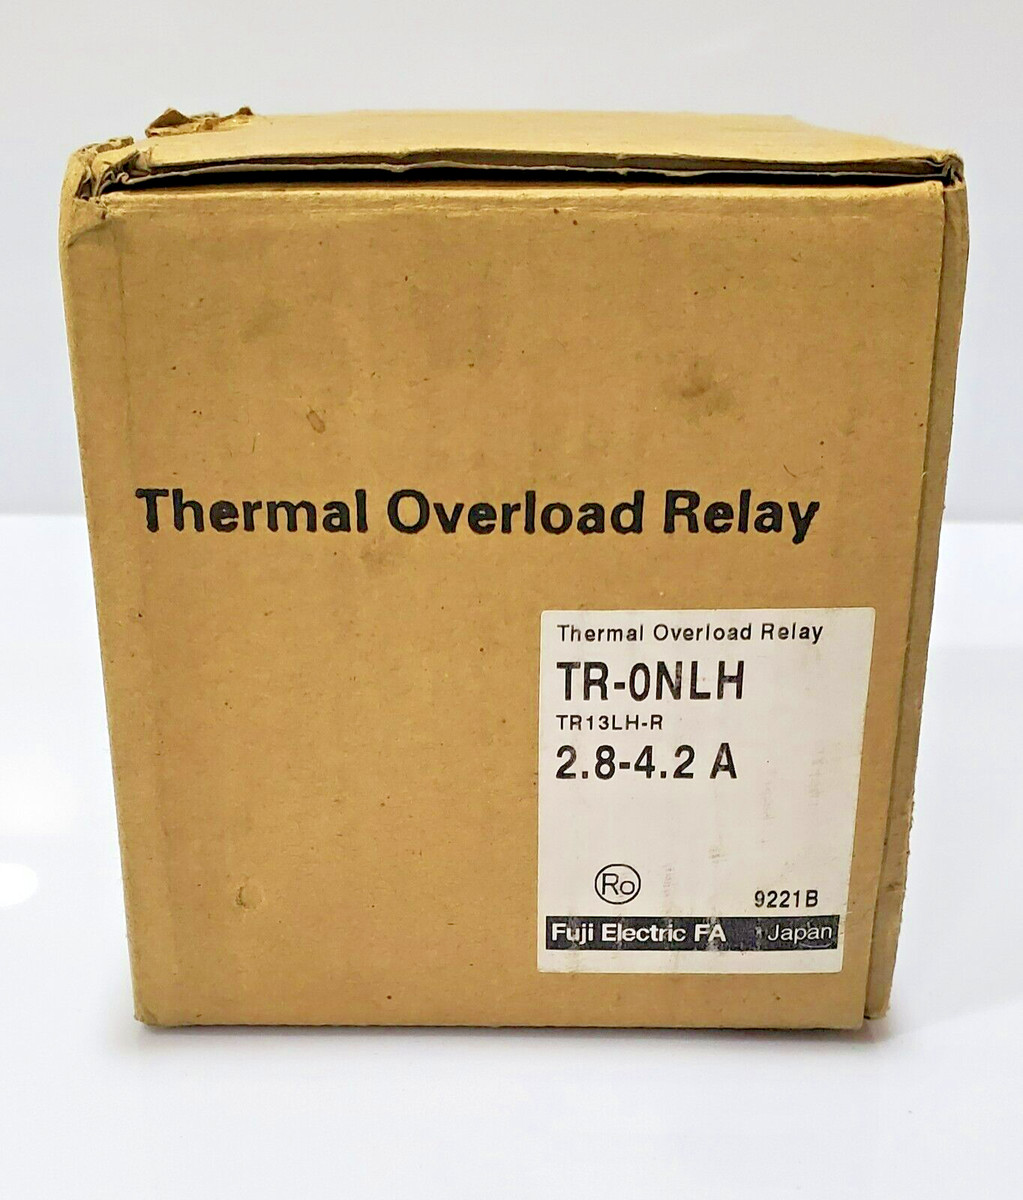 Thermal Overload Relay
Thermal Overload Relay
TR-0NLH
TR13LH-R
2.8-4.2 A
Ro
9221B
Fuji Electric FA Japan